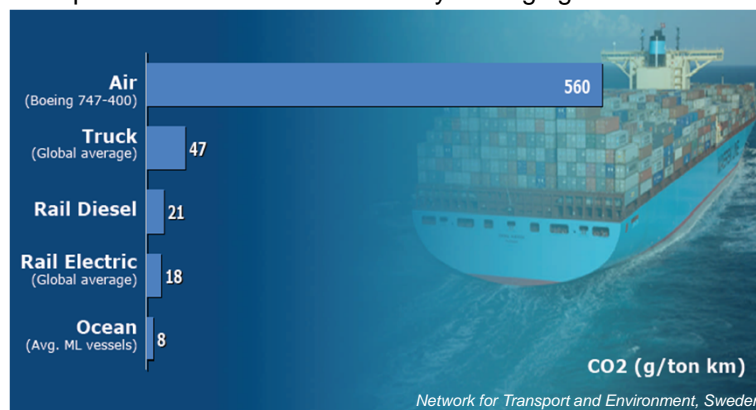 Air
(Boeing 747-400)
560
Truck
(Global average)
47
Rail Diesel
21
Rail Electric
(Global average)
18
Ocean
(Avg. ML vessels)
8
CO2 (g/ton km)
Network for Transport and Environment, Sweden